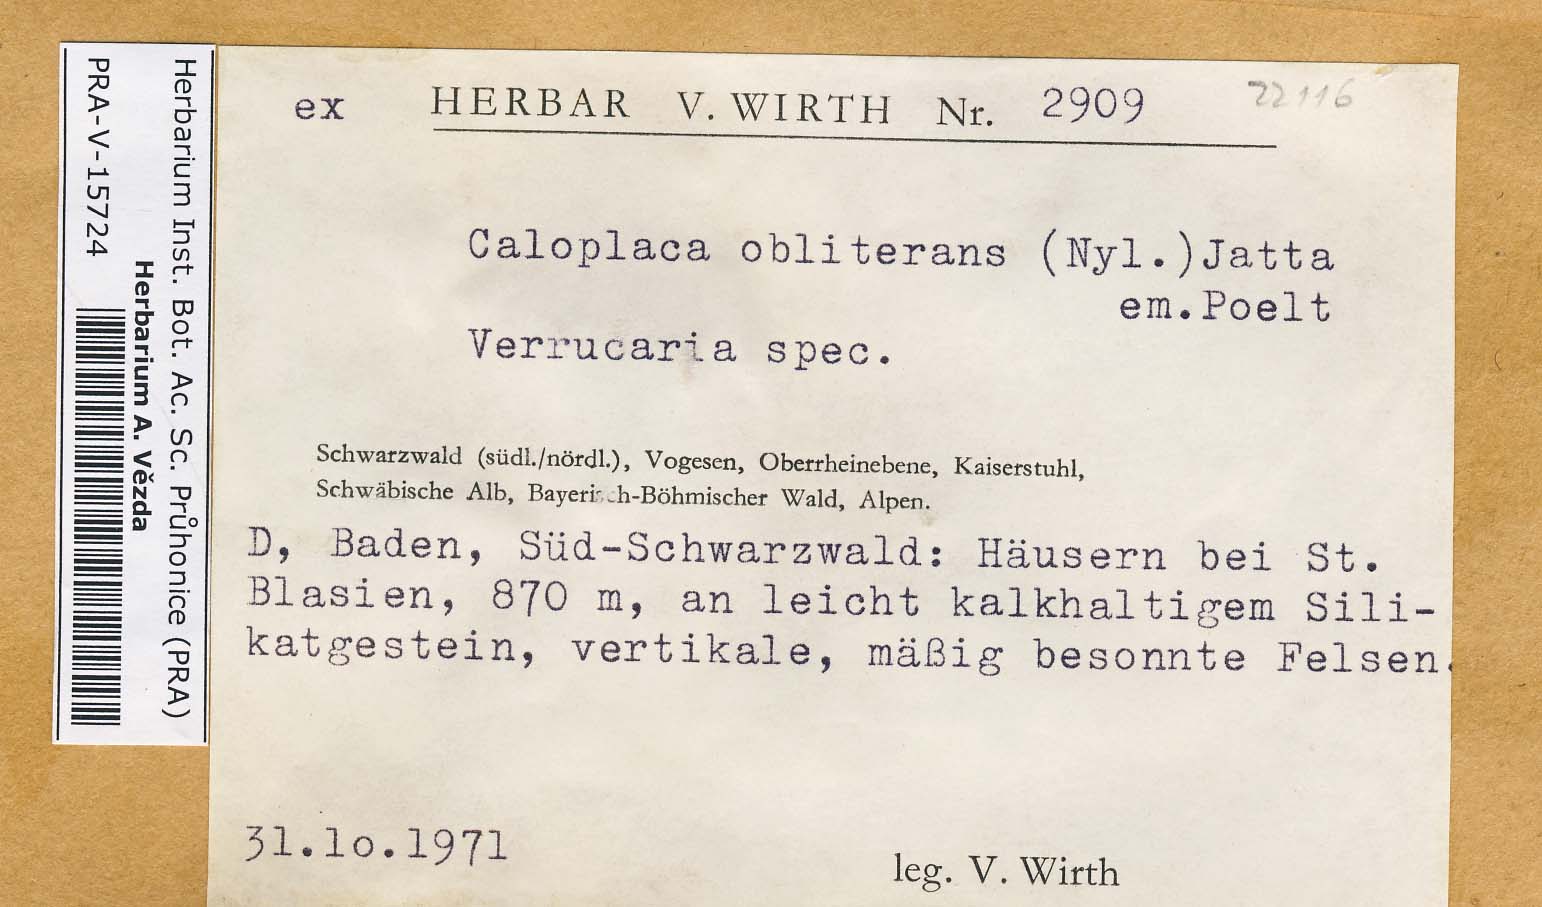 Herbarium Inst. Bot. Ac. Sc. Průhonice (PRA)
Herbarium A. Vězda
PRA-V-15724
ex HERBAR V. WIRTH Nr. 2909
22116
Caloplaca obliterans (Nyl.)Jatta
em.Poelt
Verrucaria spec.
Schwarzwald (südl./nördl.), Vogesen, Oberrheinebene, Kaiserstuhl,
Schwäbische Alb, Bayerisch-Böhmischer Wald, Alpen.
D, Baden, Süd-Schwarzwald: Häusern bei St.
Blasien, 870 m, an leicht kalkhaltigem Sili-
katgestein, vertikale, mäßig besonnte Felsen.
31.lo.1971
leg. V. Wirth